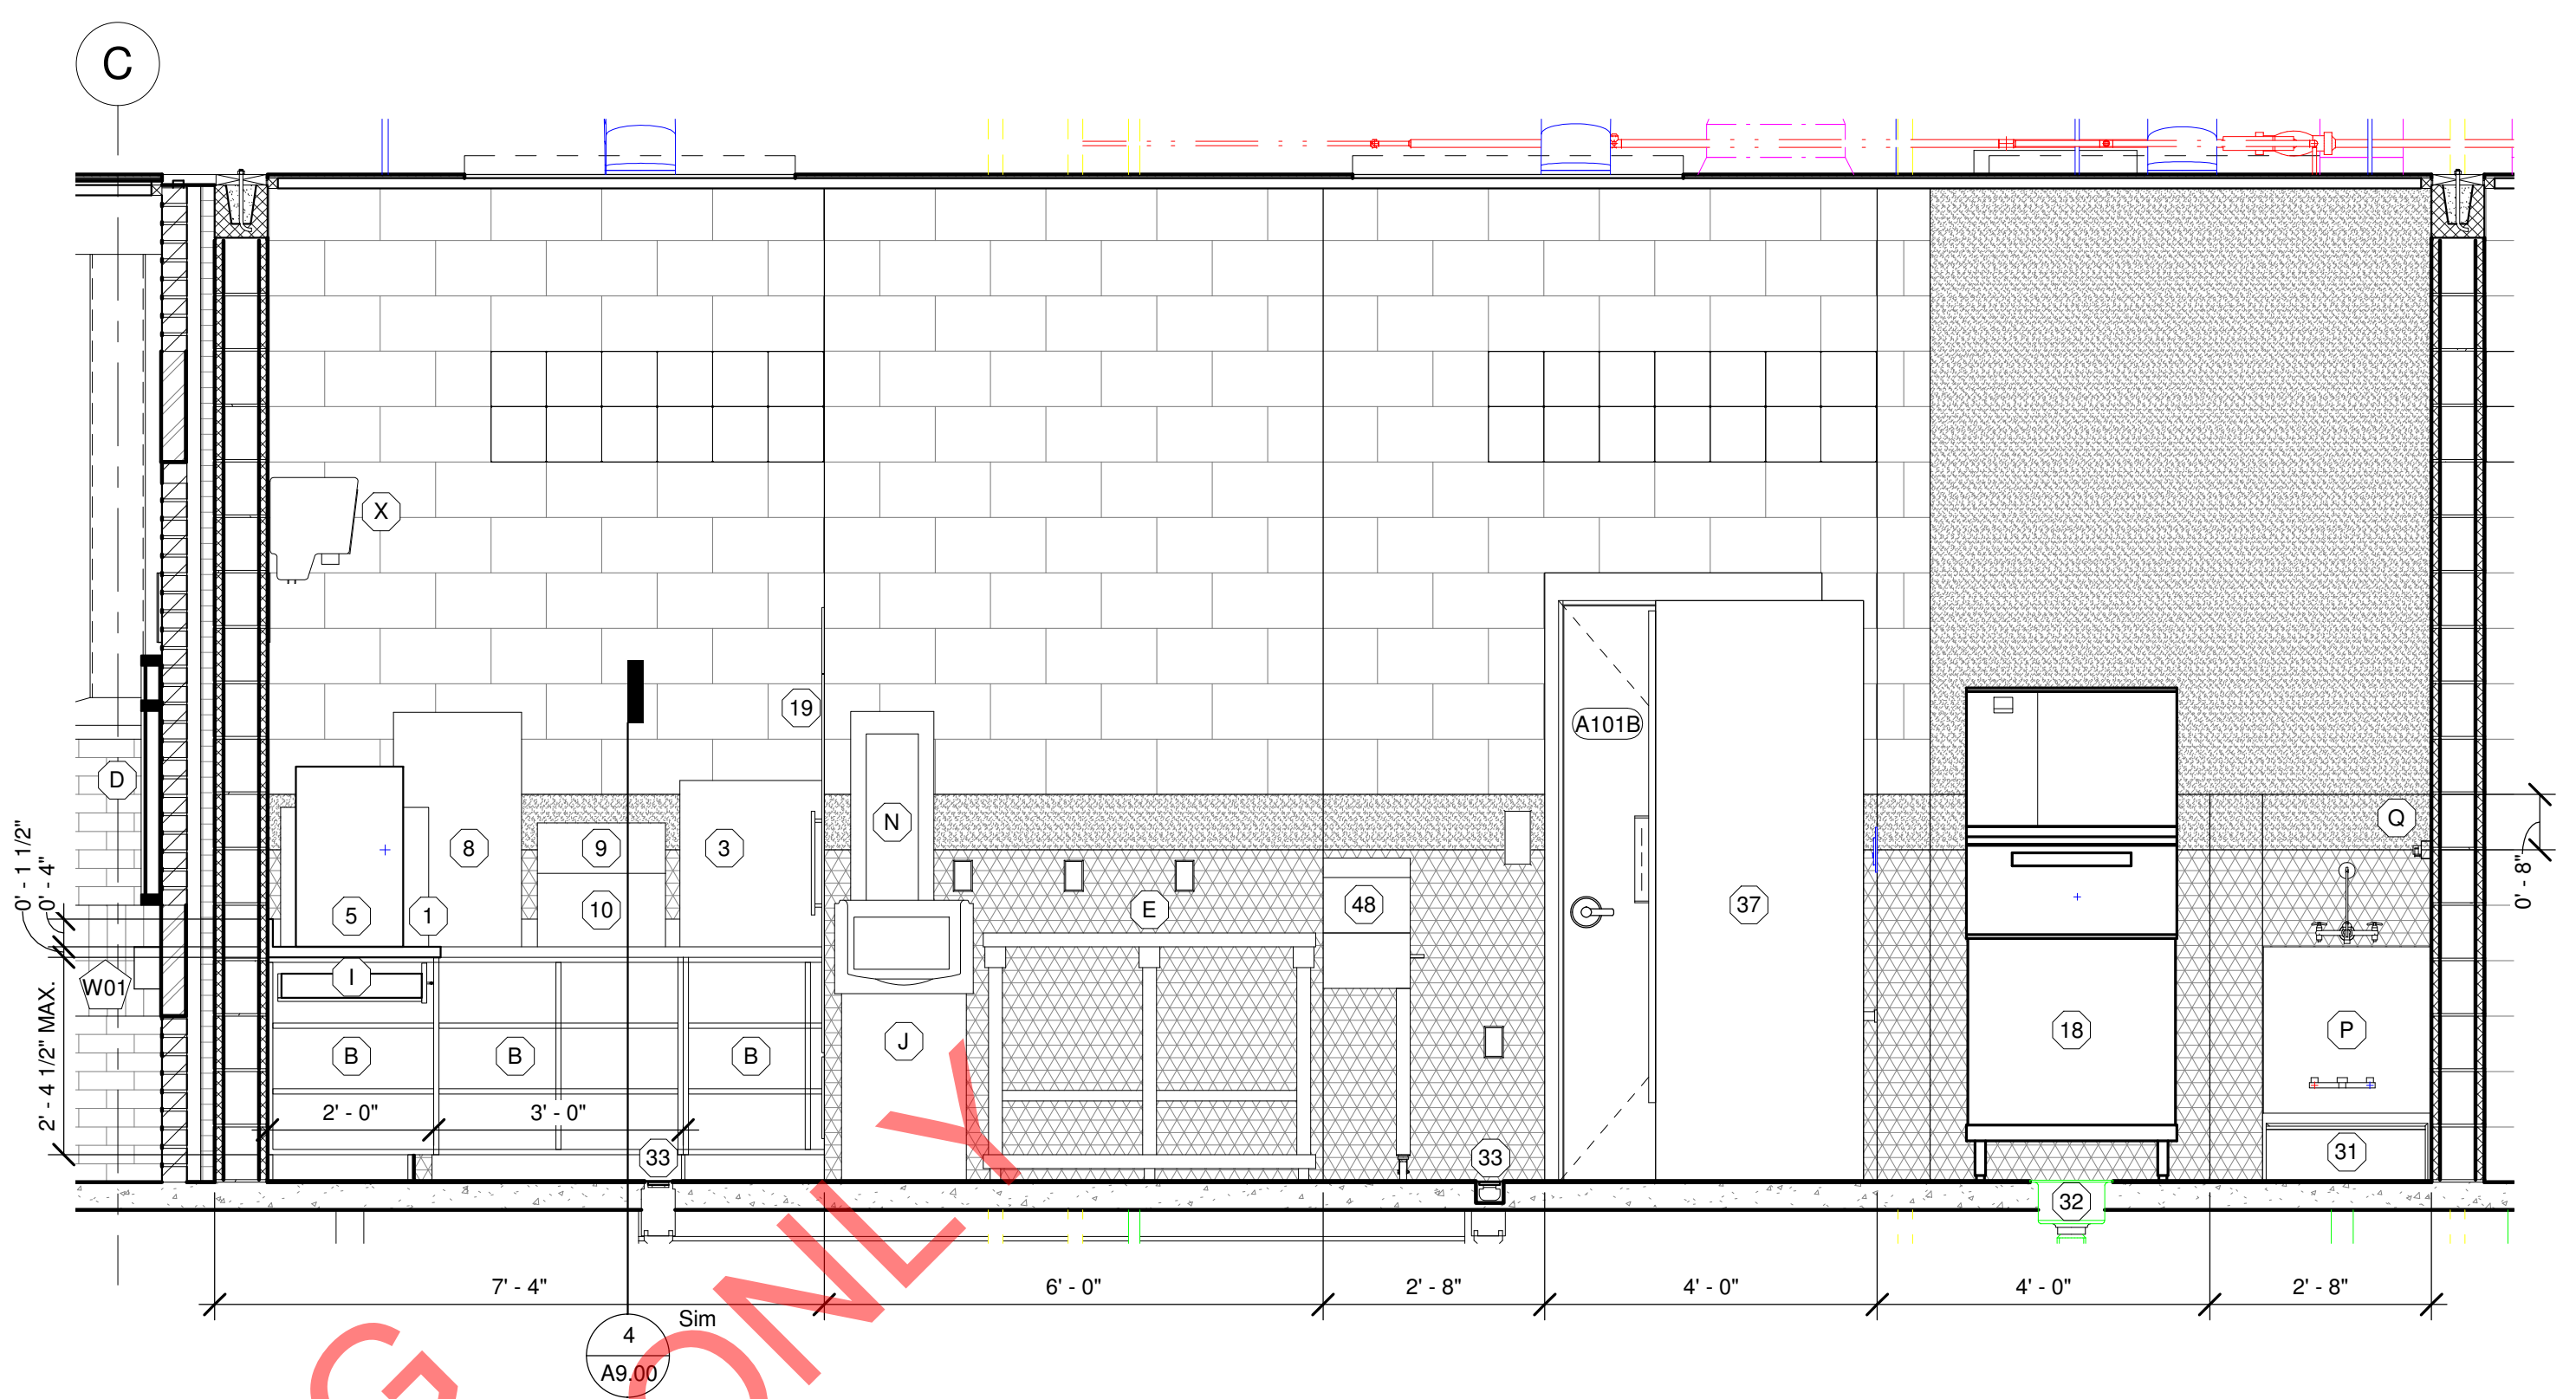 C
X
19
A101B
D
N
Q
0' - 1 1/2"
0' - 4"
8
9
3
0' - 8"
5
1
10
E
48
37
I
W01
2' - 4 1/2" MAX.
B
B
B
J
18
P
2' - 0"
3' - 0"
33
33
31
32
7' - 4"
6' - 0"
2' - 8"
4' - 0"
4' - 0"
2' - 8"
Sim
4
A9.00
G
ONLY